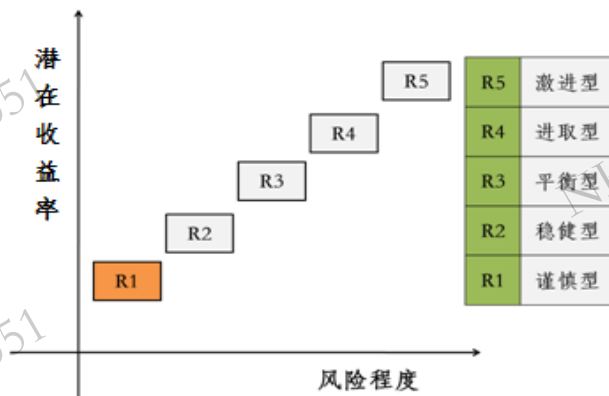 潜在收益率
R5
R4
R3
R2
R1
风险程度
R5 激进型
R4 进取型
R3 平衡型
R2 稳健型
R1 谨慎型